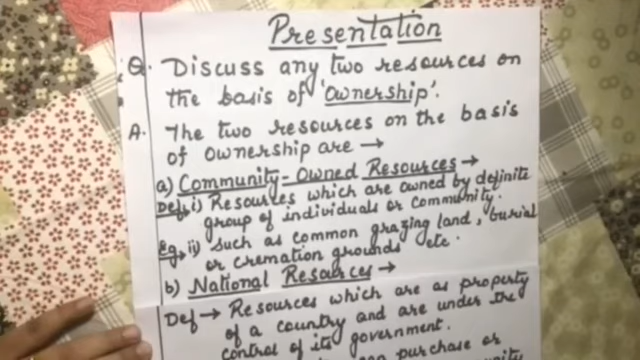 Presentation
Q. Discuss any two resources on
the basis of 'Ownership'.
A. The two resources on the basis
of ownership are →
a) Community-Owned Resources →
Def→ i) Resources which are owned by definite
group of individuals or community.
Eg→ ii) Such as common grazing land, burial
or cremation grounds etc.
b) National Resources →
Def → Resources which are as property
of a country and are under the
control of its government.
purchase or